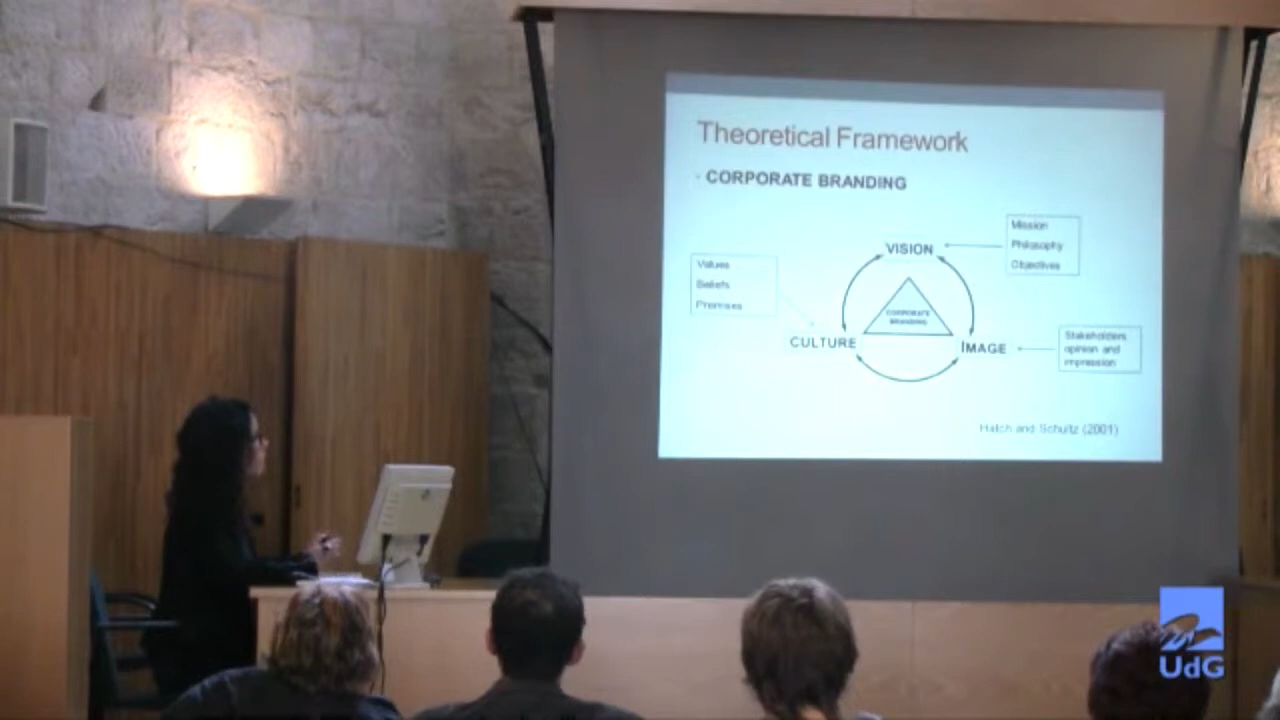 Theoretical Framework
- CORPORATE BRANDING
Mission
Philosophy
Objectives
VISION
Values
Beliefs
Premises
CORPORATE
BRANDING
CULTURE
IMAGE
Stakeholders
opinion and
impression
Hatch and Schultz (2001)
UdG